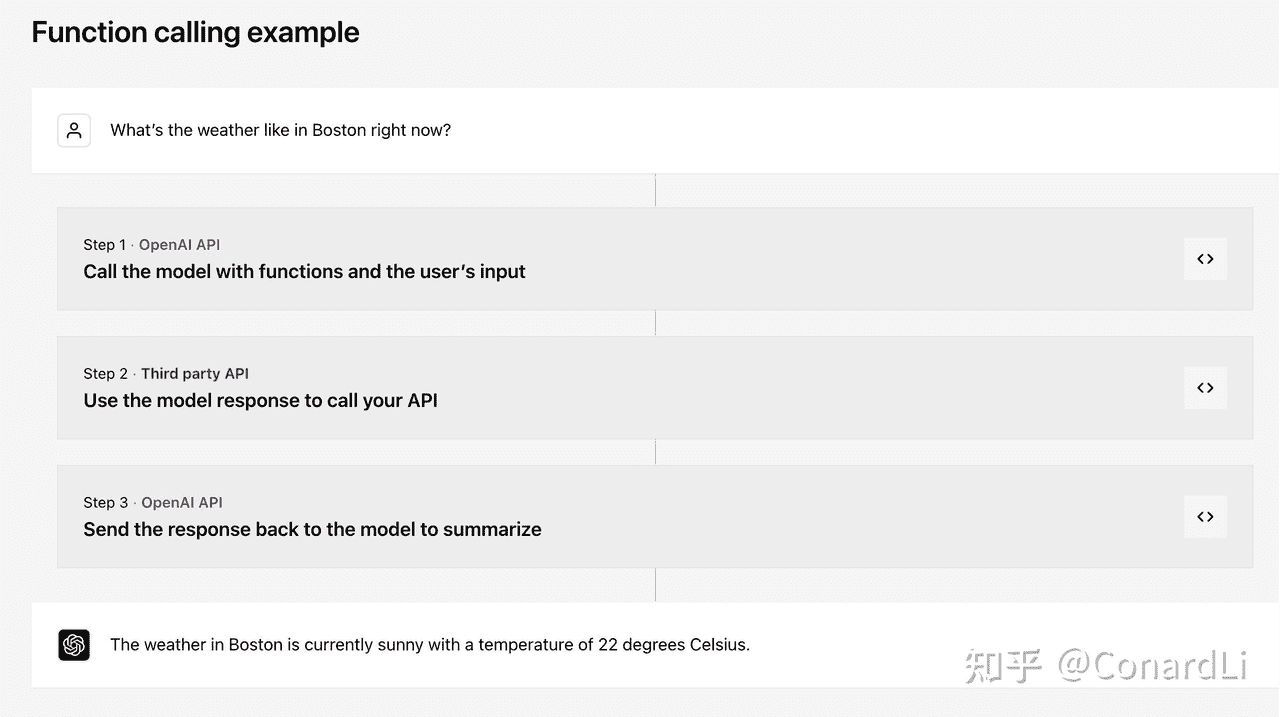 Function calling example
What’s the weather like in Boston right now?
Step 1 · OpenAI API
Call the model with functions and the user’s input
Step 2 · Third party API
Use the model response to call your API
Step 3 · OpenAI API
Send the response back to the model to summarize
The weather in Boston is currently sunny with a temperature of 22 degrees Celsius.
知乎 @ConardLi